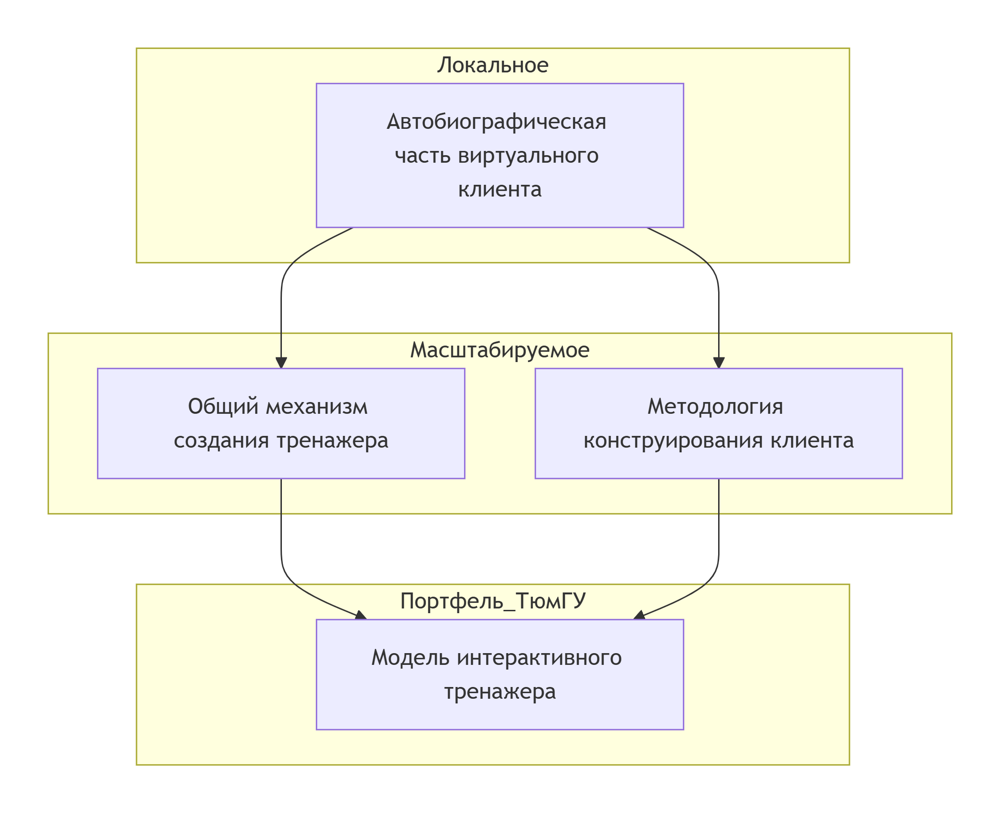 Локальное
Автобиографическая
часть виртуального
клиента
Масштабируемое
Общий механизм
создания тренажера
Методология
конструирования клиента
Портфель_ТюмГУ
Модель интерактивного
тренажера